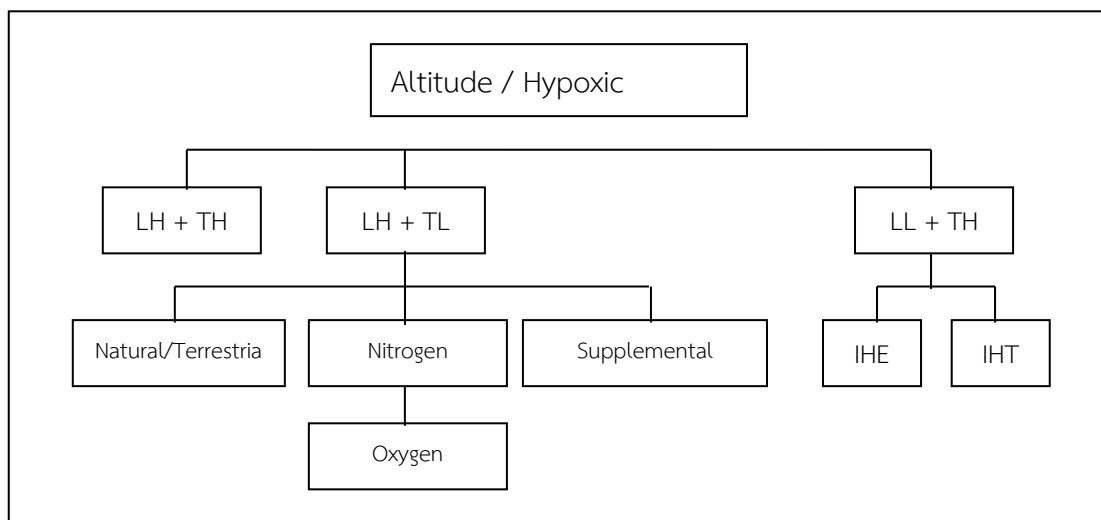 Altitude / Hypoxic
LH + TH
LH + TL
LL + TH
Natural/Terrestria
Nitrogen
Supplemental
IHE
IHT
Oxygen